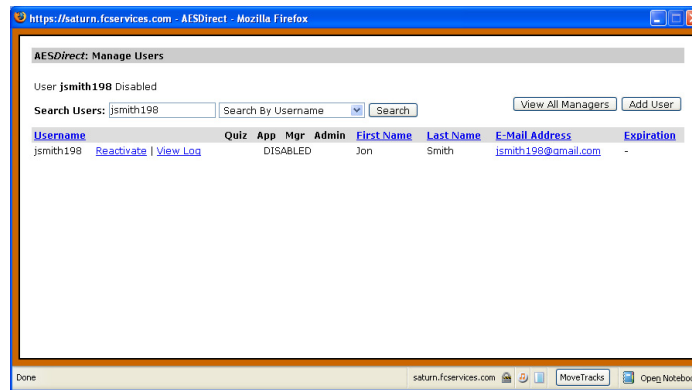 https://saturn.fcservices.com - AESDirect - Mozilla Firefox
AESDirect: Manage Users
User jsmith198 Disabled
Search Users: jsmith198 Search By Username Search View All Managers Add User
Username Quiz App Mgr Admin First Name Last Name E-Mail Address Expiration
jsmith198 Reactivate | View Log DISABLED Jon Smith jsmith198@gmail.com -
Done saturn.fcservices.com MoveTracks Open Notebo